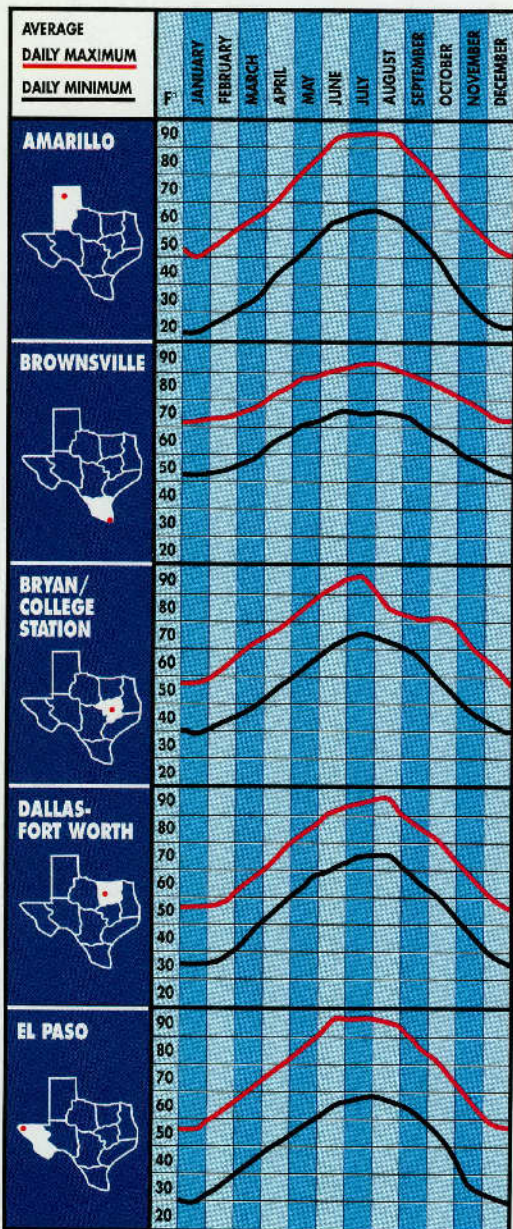 AVERAGE
DAILY MAXIMUM
DAILY MINIMUM
F°
JANUARY
FEBRUARY
MARCH
APRIL
MAY
JUNE
JULY
AUGUST
SEPTEMBER
OCTOBER
NOVEMBER
DECEMBER
AMARILLO
90
80
70
60
50
40
30
20
BROWNSVILLE
90
80
70
60
50
40
30
20
BRYAN/
COLLEGE
STATION
90
80
70
60
50
40
30
20
DALLAS-
FORT WORTH
90
80
70
60
50
40
30
20
EL PASO
90
80
70
60
50
40
30
20